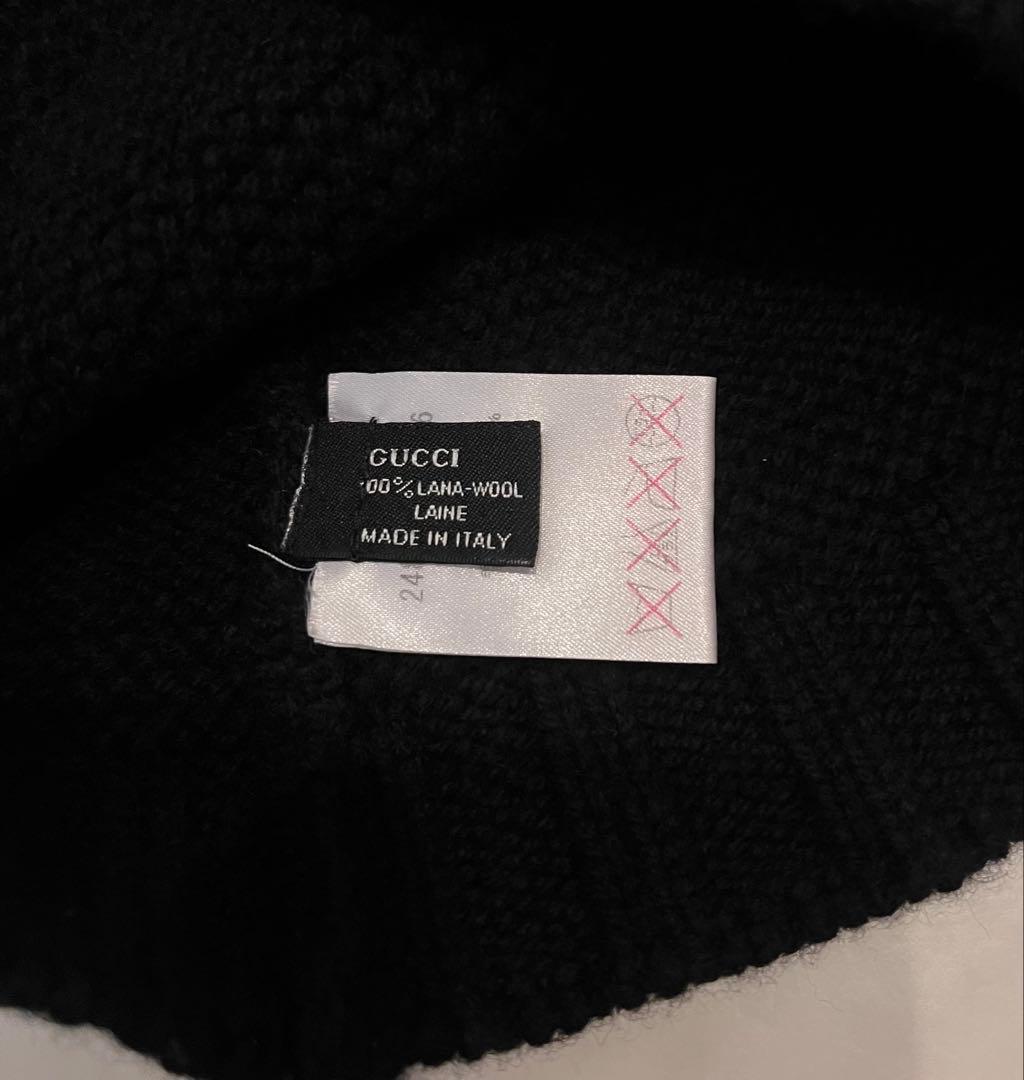 GUCCI
00% LANA-WOOL
LAINE
MADE IN ITALY